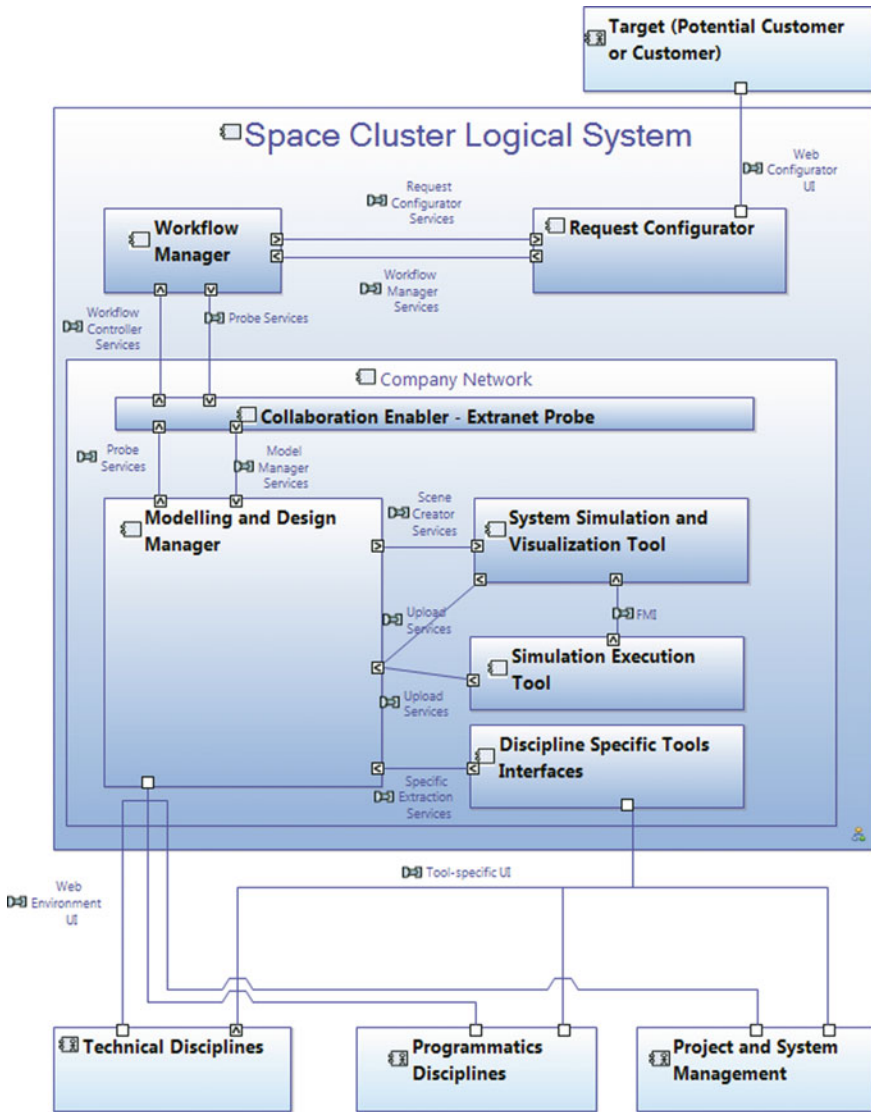 Target (Potential Customer
or Customer)
Space Cluster Logical System
Web
Configurator
UI
Request
Configurator
Services
Workflow
Manager
Request Configurator
Workflow
Manager
Services
Workflow
Controller
Services
Probe Services
Company Network
Collaboration Enabler - Extranet Probe
Probe
Services
Model
Manager
Services
Modelling and Design
Manager
Scene
Creator
Services
System Simulation and
Visualization Tool
Upload
Services
FMI
Simulation Execution
Tool
Upload
Services
Discipline Specific Tools
Interfaces
Specific
Extraction
Services
Tool-specific UI
Web
Environment
UI
Technical Disciplines
Programmatics
Disciplines
Project and System
Management